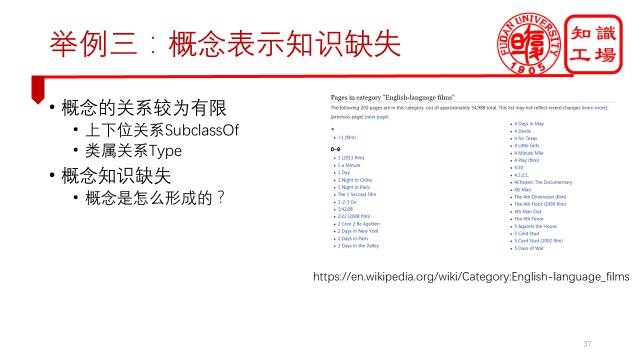 举例三：概念表示知识缺失
FUDAN UNIVERSITY
1905
知識
工場
• 概念的关系较为有限
• 上下位关系SubclassOf
• 类属关系Type
• 概念知识缺失
• 概念是怎么形成的？
Pages in category "English-language films"
The following 200 pages are in this category, out of approximately 54,988 total. This list may not reflect recent changes (learn more).
(previous page) (next page)
+
• +1 (film)
0–9
• 1 (2013 film)
• 1 a Minute
• 1 Day
• 1 Night in China
• 1 Night in Paris
• The 1 Second Film
• 1-2-3 Go
• 1:42:08
• 2:22 (2008 film)
• 2 Cool 2 Be 4gotten
• 2 Days in New York
• 2 Days in Paris
• 2 Days in the Valley
• 4 Days in May
• 4 Devils
• 4 for Texas
• 4 Little Girls
• 4 Minute Mile
• 4 Play (film)
• 4:30
• 4.3.2.1.
• 4Chosen: The Documentary
• 4D Man
• The 4th Dimension (film)
• The 4th Floor (1999 film)
• 4th Man Out
• The 4th Tenor
• 5 Against the House
• 5 Card Stud
• 5 Card Stud (2002 film)
• 5 Days of War
https://en.wikipedia.org/wiki/Category:English-language_films
37